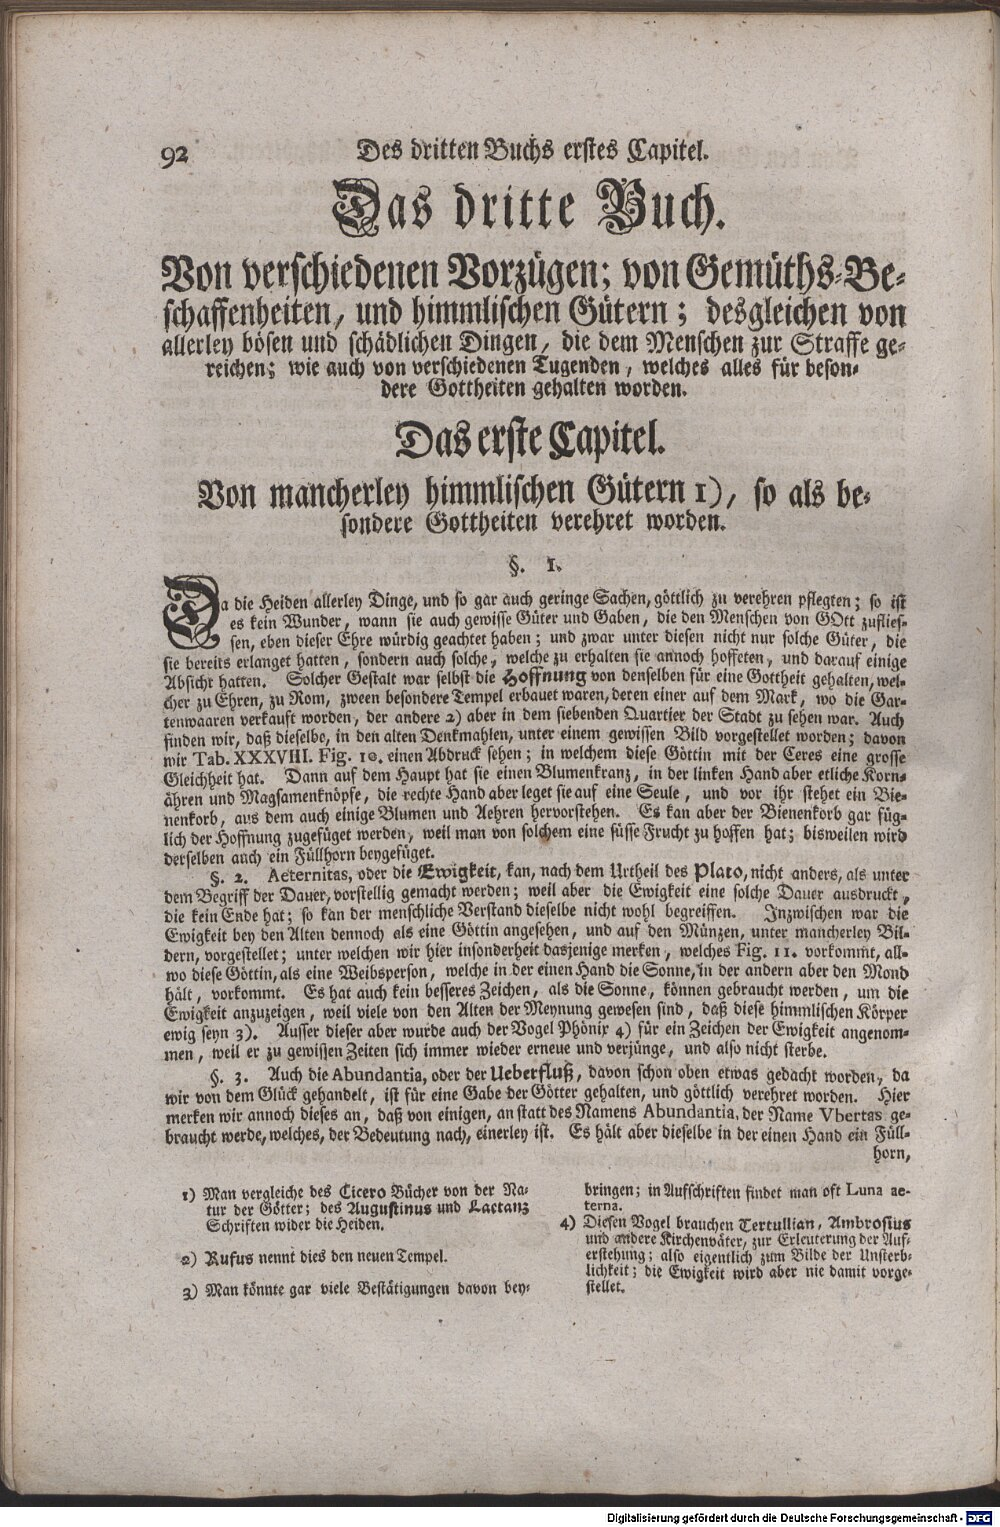 92 Des dritten Buchs erstes Capitel.
Das dritte Buch.
Von verschiedenen Vorzügen; von Gemüths-Be-
schaffenheiten, und himmlischen Gütern; desgleichen von
allerley bösen und schädlichen Dingen, die dem Menschen zur Straffe ge-
reichen; wie auch von verschiedenen Tugenden, welches alles für beson-
dere Gottheiten gehalten worden.
Das erste Capitel.
Von mancherley himmlischen Gütern 1), so als be-
sondere Gottheiten verehret worden.
§. 1.
Da die Heiden allerley Dinge, und so gar auch geringe Sachen, göttlich zu verehren pflegten; so ist
es kein Wunder, wann sie auch gewisse Güter und Gaben, die den Menschen von GOtt zufließ-
sen, eben dieser Ehre würdig geachtet haben; und zwar unter diesen nicht nur solche Güter, die
sie bereits erlanget hatten, sondern auch solche, welche zu erhalten sie annoch hoffeten, und darauf einige
Absicht hatten. Solcher Gestalt war selbst die Hoffnung von denselben für eine Gottheit gehalten, wel-
cher zu Ehren, zu Rom, zween besondere Tempel erbauet waren, deren einer auf dem Mark, wo die Gar-
tenwaaren verkauft worden, der andere 2) aber in dem siebenden Quartier der Stadt zu sehen war. Auch
finden wir, daß dieselbe, in den alten Denkmahlen, unter einem gewissen Bild vorgestellet worden; davon
wir Tab. XXXVIII. Fig. 10. einen Abdruck sehen; in welchem diese Göttin mit der Ceres eine grosse
Gleichheit hat. Dann auf dem Haupt hat sie einen Blumenkranz, in der linken Hand aber etliche Korn-
ähren und Magsamenknöpfe, die rechte Hand aber leget sie auf eine Seule, und vor ihr stehet ein Bie-
nenkorb, aus dem auch einige Blumen und Aehren hervorstehen. Es kan aber der Bienenkorb gar füg-
lich der Hoffnung zugefüget werden, weil man von solchem eine süsse Frucht zu hoffen hat; bisweilen wird
derselben auch ein Füllhorn beygefüget.
§. 2. Aeternitas, oder die Ewigkeit, kan, nach dem Urtheil des Plato, nicht anders, als unter
dem Begriff der Dauer, vorstellig gemacht werden; weil aber die Ewigkeit eine solche Dauer ausdruckt,
die kein Ende hat; so kan der menschliche Verstand dieselbe nicht wohl begreiffen. Inzwischen war die
Ewigkeit bey den Alten dennoch als eine Göttin angesehen, und auf den Münzen, unter mancherley Bil-
dern, vorgestellet; unter welchen wir hier insonderheit dasjenige merken, welches Fig. 11. vorkommt, all-
wo diese Göttin, als eine Weibsperson, welche in der einen Hand die Sonne, in der andern aber den Mond
hält, vorkommt. Es hat auch kein besseres Zeichen, als die Sonne, können gebraucht werden, um die
Ewigkeit anzuzeigen, weil viele von den Alten der Meynung gewesen sind, daß diese himmlischen Körper
ewig seyn 3). Ausser dieser aber wurde auch der Vogel Phönix 4) für ein Zeichen der Ewigkeit angenom-
men, weil er zu gewissen Zeiten sich immer wieder erneue und verjünge, und also nicht sterbe.
§. 3. Auch die Abundantia, oder der Ueberfluß, davon schon oben etwas gedacht worden, da
wir von dem Glück gehandelt, ist für eine Gabe der Götter gehalten, und göttlich verehret worden. Hier
merken wir annoch dieses an, daß von einigen, an statt des Namens Abundantia, der Name Vbertas ge-
braucht werde, welches, der Bedeutung nach, einerley ist. Es hält aber dieselbe in der einen Hand ein Füll-
horn,
1) Man vergleiche des Cicero Bücher von der Na-
tur der Götter; des Augustinus und Lactanz
Schriften wider die Heiden.
2) Rufus nennt dies den neuen Tempel.
3) Man könnte gar viele Bestätigungen davon bey-
bringen; in Aufschriften findet man oft Luna ae-
terna.
4) Diesen Vogel brauchen Tertullian, Ambrosius
und andere Kirchenväter, zur Erleuterung der Auf-
erstehung; also eigentlich zum Bilde der Unsterb-
lichkeit; die Ewigkeit wird aber nie damit vorge-
stellet.
Digitalisierung gefördert durch die Deutsche Forschungsgemeinschaft - DFG